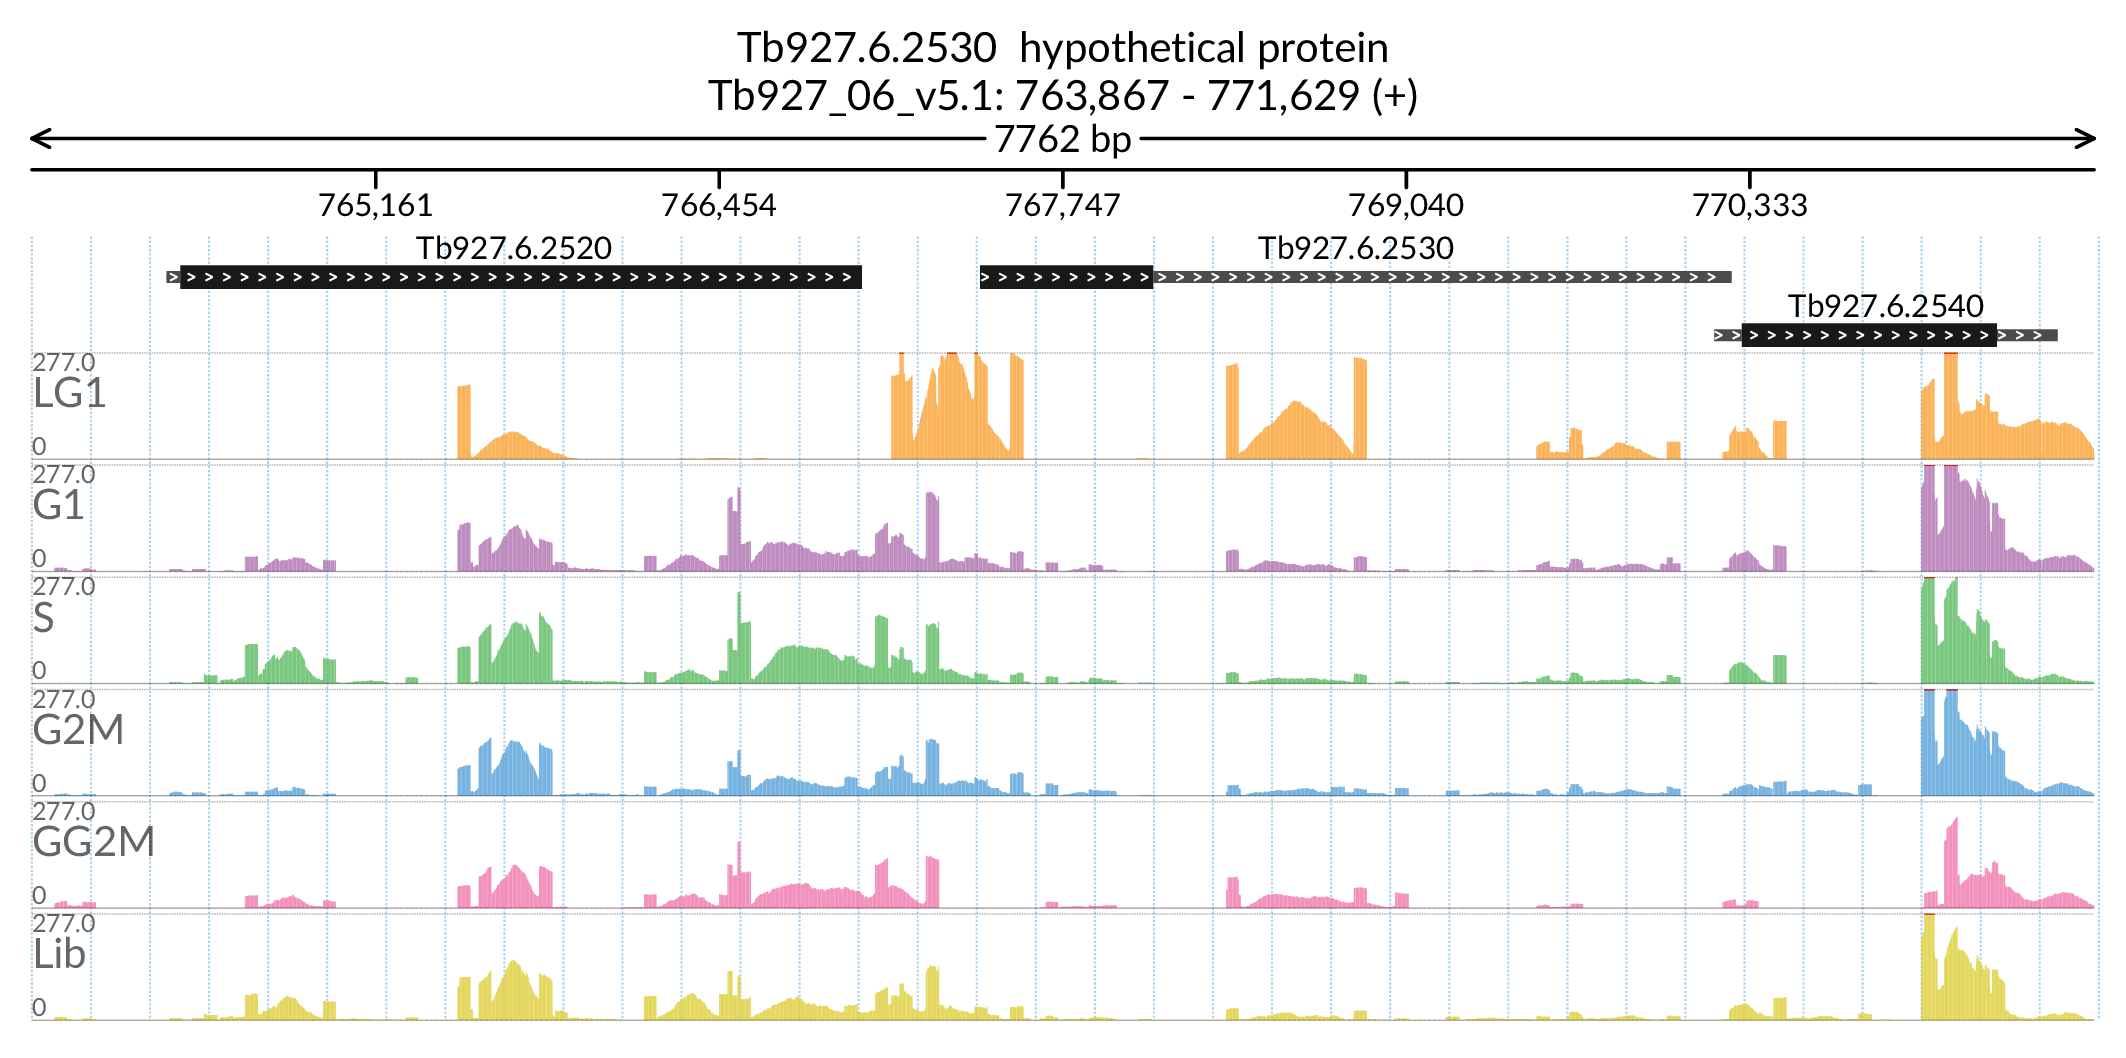 Tb927.6.2530  hypothetical protein
Tb927_06_v5.1: 763,867 - 771,629 (+)
7762 bp
765,161 766,454 767,747 769,040 770,333
Tb927.6.2520 Tb927.6.2530
Tb927.6.2540
277.0
LG1
0
277.0
G1
0
277.0
S
0
277.0
G2M
0
277.0
GG2M
0
277.0
Lib
0